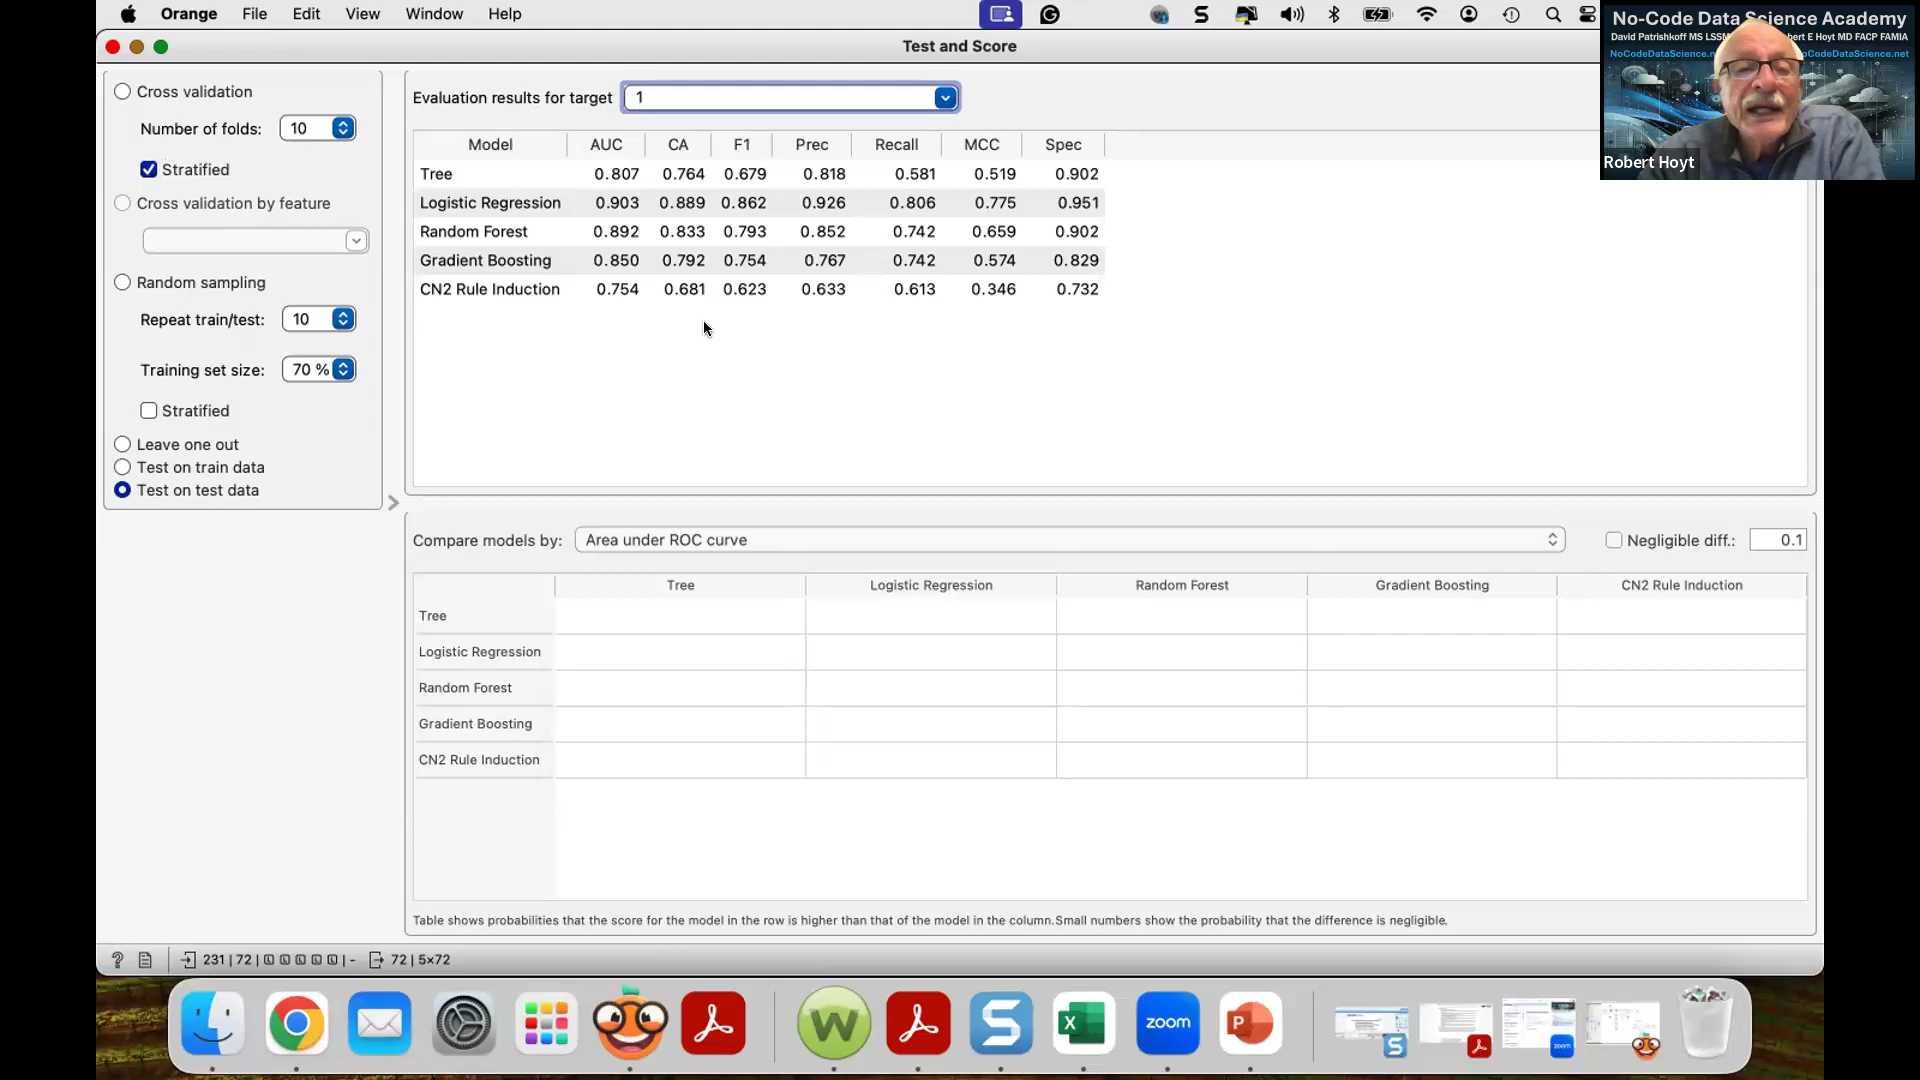 Orange File Edit View Window Help
Test and Score
No-Code Data Science Academy
David Patrishkoff MS LSSM
E Hoyt MD FACP FAMIA
NoCodeDataScience.n
oCodeDataScience.net
Robert Hoyt
Cross validation
Number of folds: 10
Stratified
Cross validation by feature
Random sampling
Repeat train/test: 10
Training set size: 70 %
Stratified
Leave one out
Test on train data
Test on test data
Evaluation results for target 1
Model AUC CA F1 Prec Recall MCC Spec
Tree 0.807 0.764 0.679 0.818 0.581 0.519 0.902
Logistic Regression 0.903 0.889 0.862 0.926 0.806 0.775 0.951
Random Forest 0.892 0.833 0.793 0.852 0.742 0.659 0.902
Gradient Boosting 0.850 0.792 0.754 0.767 0.742 0.574 0.829
CN2 Rule Induction 0.754 0.681 0.623 0.633 0.613 0.346 0.732
Compare models by: Area under ROC curve Negligible diff.: 0.1
Tree Logistic Regression Random Forest Gradient Boosting CN2 Rule Induction
Tree
Logistic Regression
Random Forest
Gradient Boosting
CN2 Rule Induction
Table shows probabilities that the score for the model in the row is higher than that of the model in the column.Small numbers show the probability that the difference is negligible.
231 | 72 | - 72 | 5×72
W S X zoom P